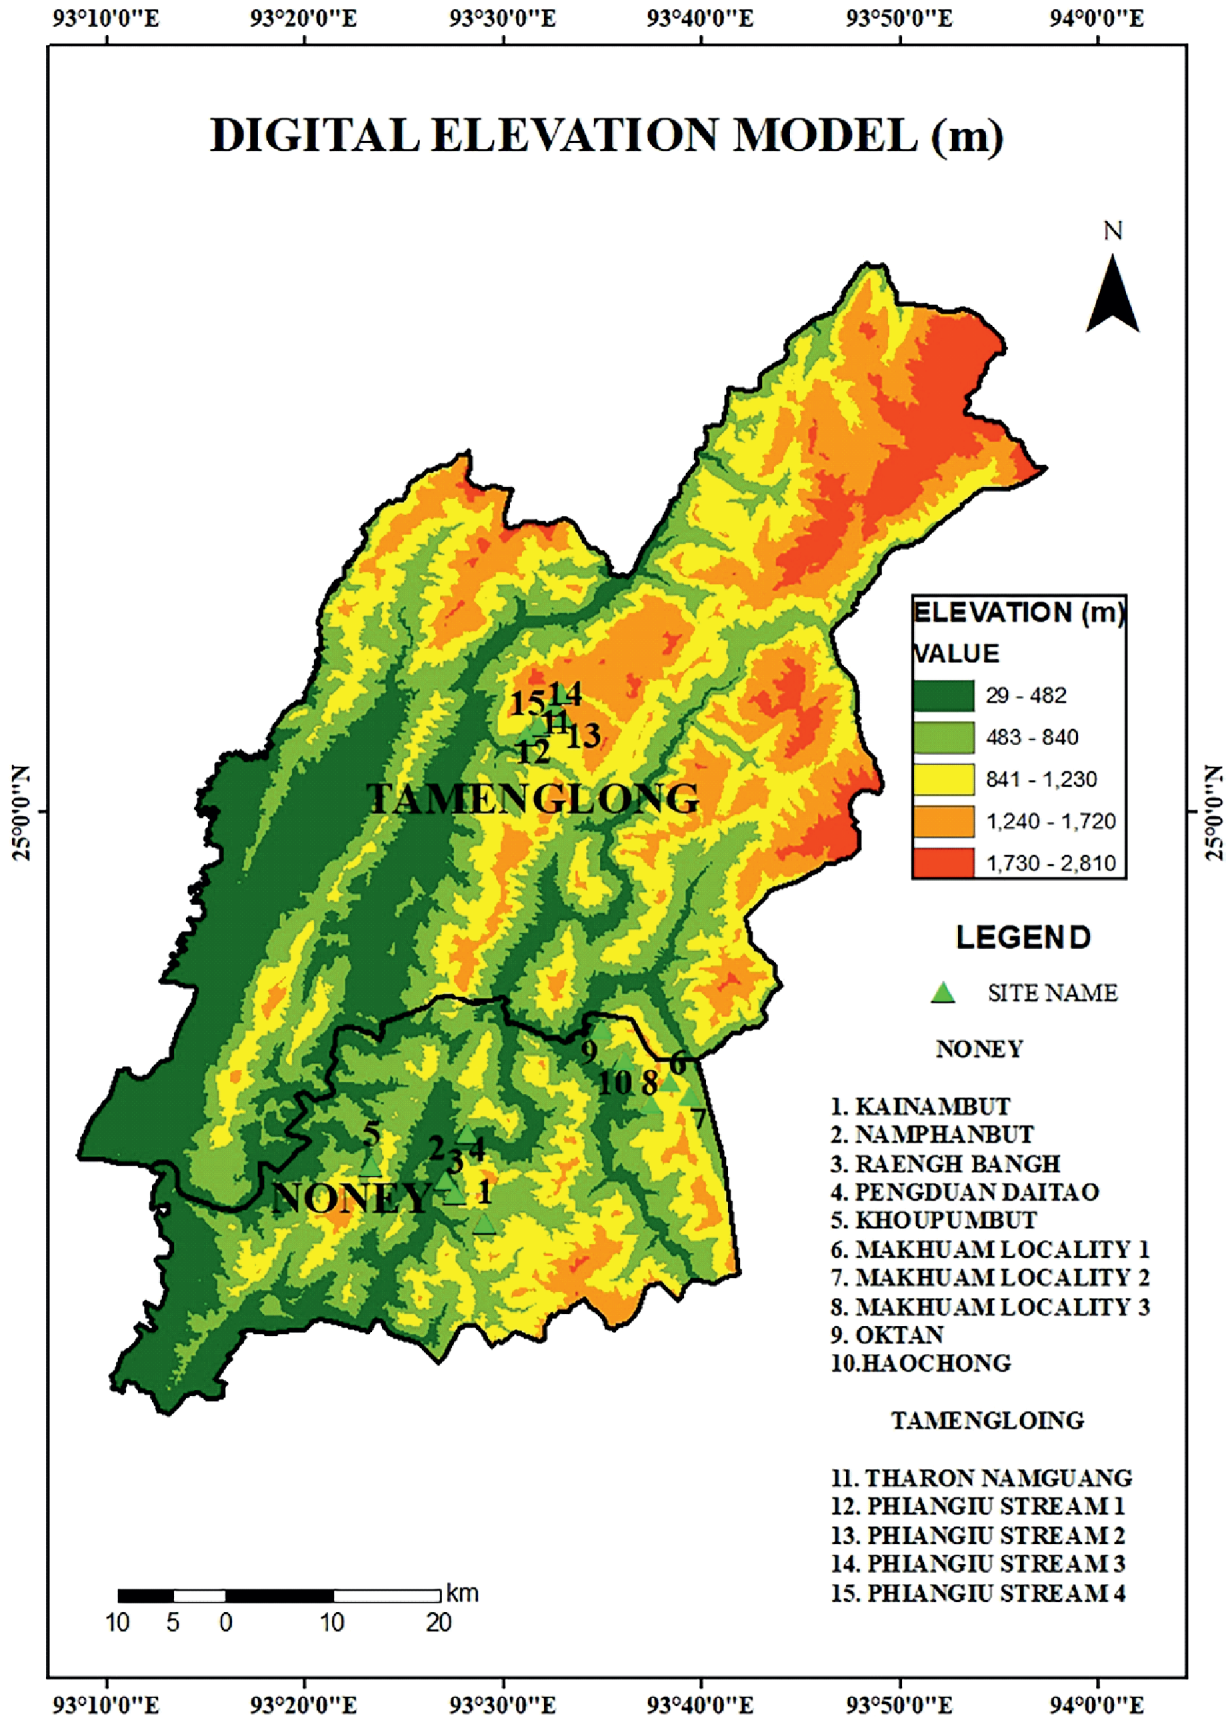 93°10'0"E 93°20'0"E 93°30'0"E 93°40'0"E 93°50'0"E 94°0'0"E
DIGITAL ELEVATION MODEL (m)
N
ELEVATION (m)
VALUE
29 - 482
483 - 840
841 - 1,230
1,240 - 1,720
1,730 - 2,810
15 14
11
13
12
TAMENGLONG
25°0'0"N
25°0'0"N
LEGEND
SITE NAME
NONEY
1. KAINAMBUT
2. NAMPHANBUT
3. RAENGH BANGH
4. PENGDUAN DAITAO
5. KHOUPUMBUT
6. MAKHUAM LOCALITY 1
7. MAKHUAM LOCALITY 2
8. MAKHUAM LOCALITY 3
9. OKTAN
10.HAOCHONG
9
6
10 8
7
5
2 4
3
1
NONEY
TAMENGLOING
11. THARON NAMGUANG
12. PHIANGIU STREAM 1
13. PHIANGIU STREAM 2
14. PHIANGIU STREAM 3
15. PHIANGIU STREAM 4
km
10 5 0 10 20
93°10'0"E 93°20'0"E 93°30'0"E 93°40'0"E 93°50'0"E 94°0'0"E